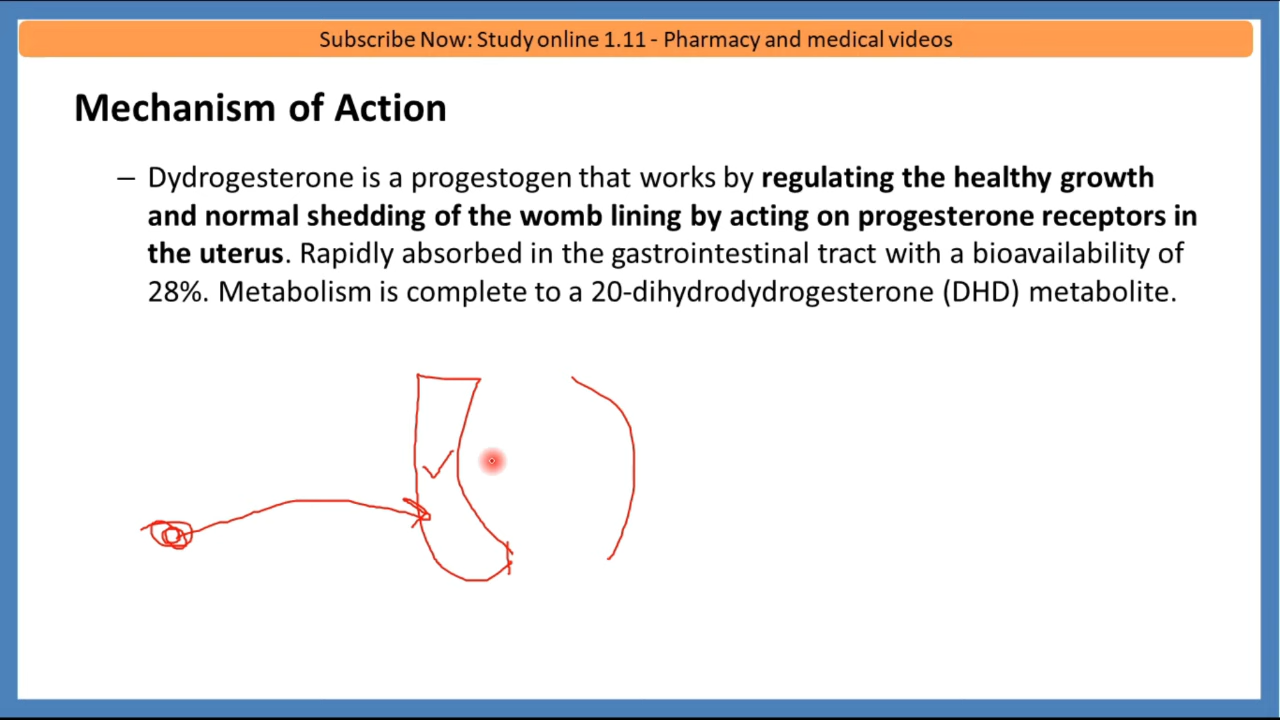 Subscribe Now: Study online 1.11 - Pharmacy and medical videos
Mechanism of Action
– Dydrogesterone is a progestogen that works by regulating the healthy growth
and normal shedding of the womb lining by acting on progesterone receptors in
the uterus. Rapidly absorbed in the gastrointestinal tract with a bioavailability of
28%. Metabolism is complete to a 20-dihydrodydrogesterone (DHD) metabolite.